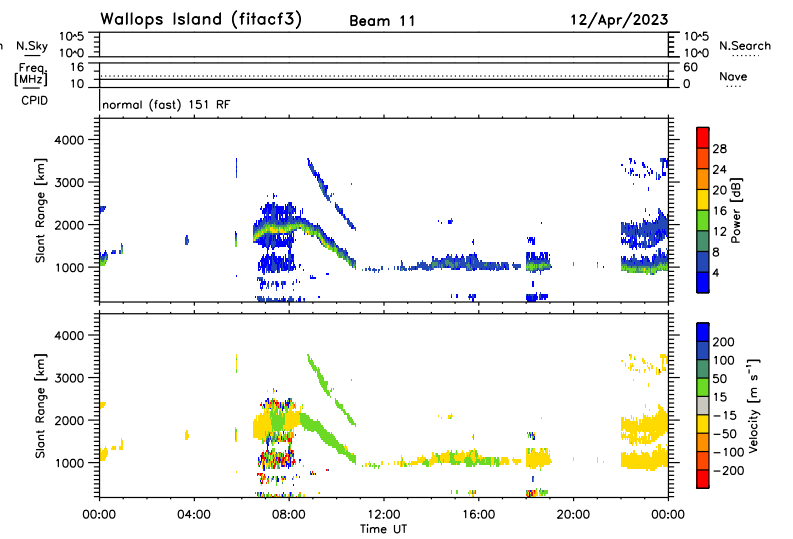 Wallops Island (fitacf3) Beam 11 12/Apr/2023
n N.Sky 10^5 10^5 N.Search
10^0 10^0
Freq. 16 60 Nave
[MHz] 10 0
CPID normal (fast) 151 RF
4000
3000
2000
1000
Slant Range [km]
28
24
20
16
12
8
4
Power [dB]
4000
3000
2000
1000
Slant Range [km]
200
100
50
15
-15
-50
-100
-200
Velocity [m s⁻¹]
00:00 04:00 08:00 12:00 16:00 20:00 00:00
Time UT